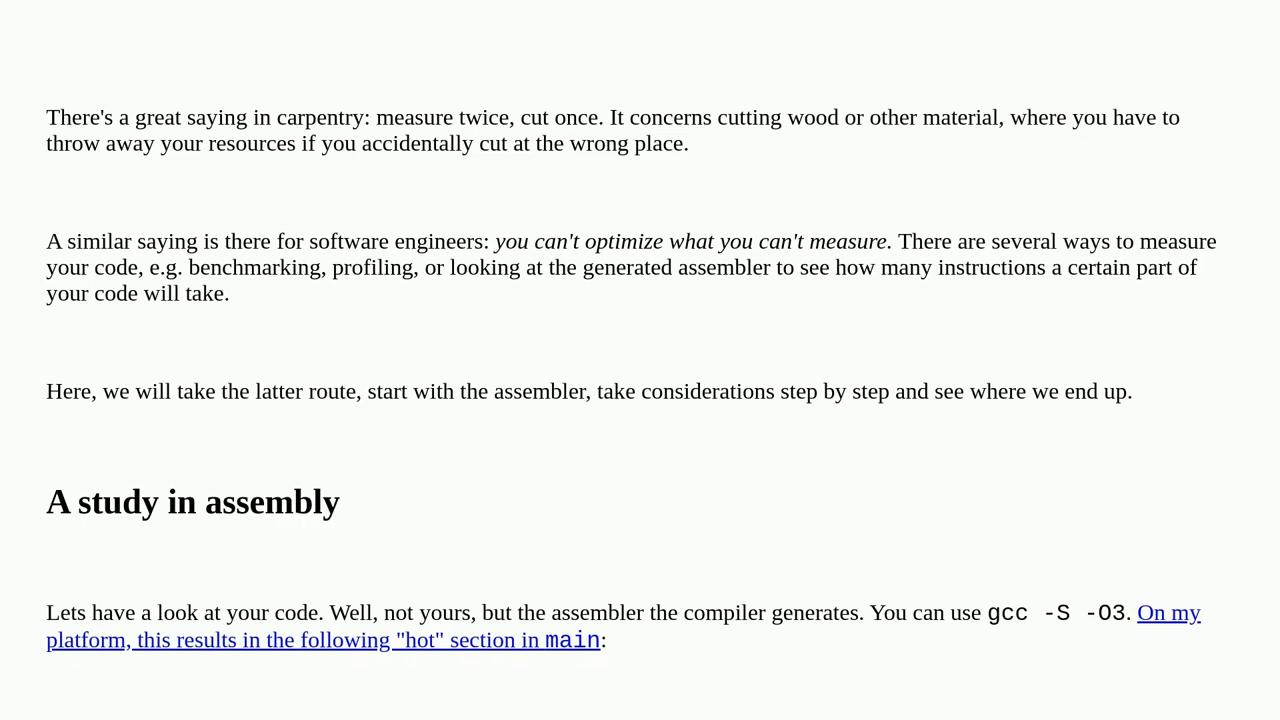 There's a great saying in carpentry: measure twice, cut once. It concerns cutting wood or other material, where you have to
throw away your resources if you accidentally cut at the wrong place.
A similar saying is there for software engineers: you can't optimize what you can't measure. There are several ways to measure
your code, e.g. benchmarking, profiling, or looking at the generated assembler to see how many instructions a certain part of
your code will take.
Here, we will take the latter route, start with the assembler, take considerations step by step and see where we end up.
A study in assembly
Lets have a look at your code. Well, not yours, but the assembler the compiler generates. You can use gcc -S -O3. On my
platform, this results in the following "hot" section in main: